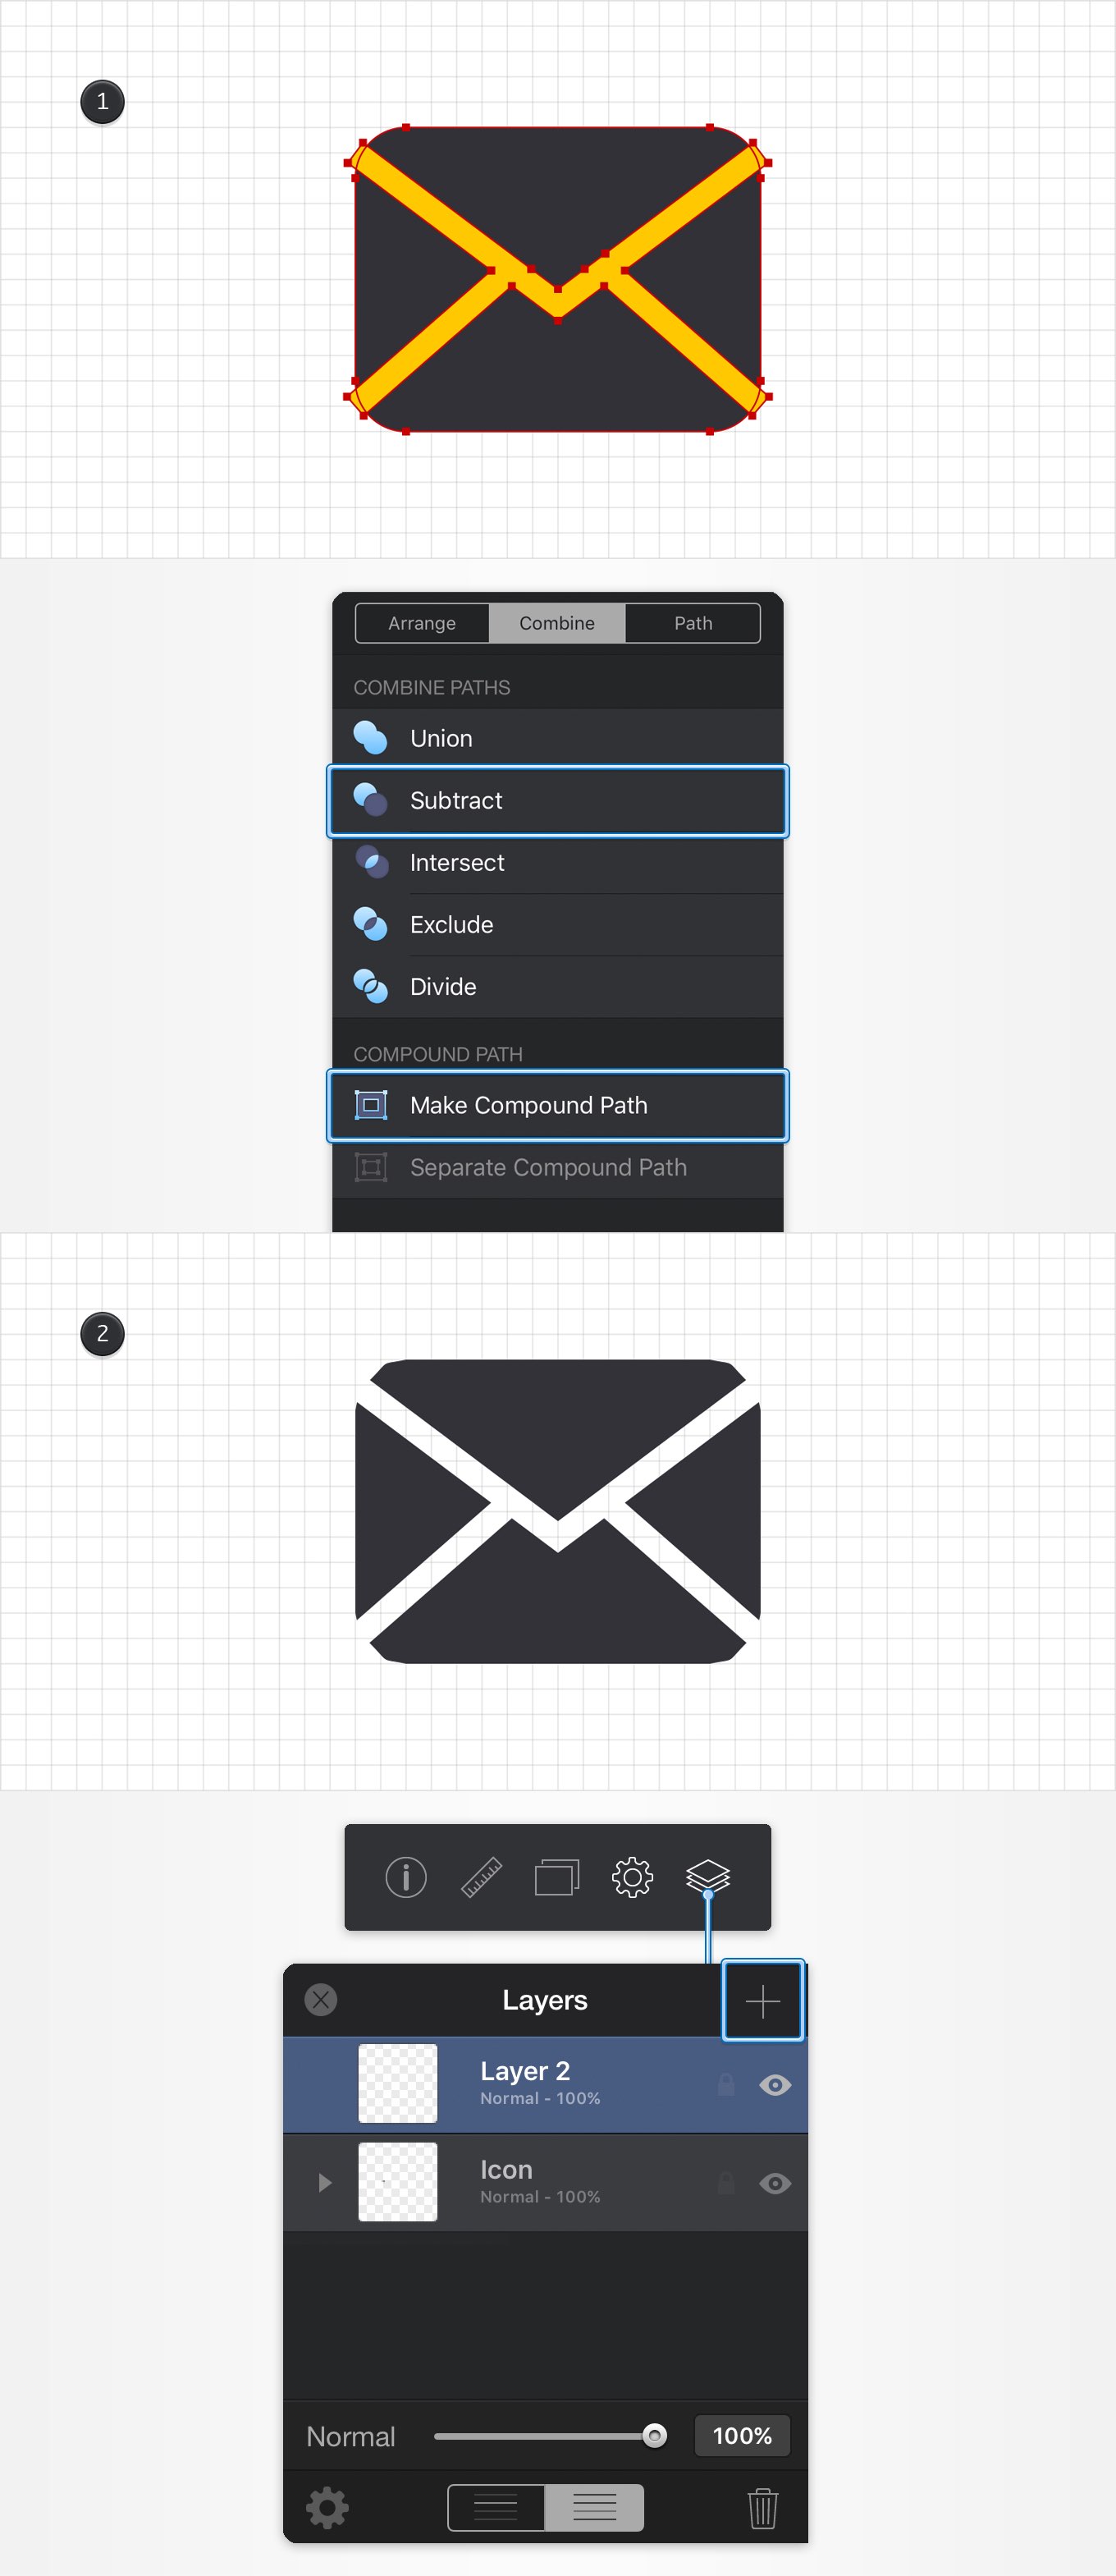 1
Arrange Combine Path
COMBINE PATHS
Union
Subtract
Intersect
Exclude
Divide
COMPOUND PATH
Make Compound Path
Separate Compound Path
2
Layers
Layer 2
Normal - 100%
Icon
Normal - 100%
Normal 100%